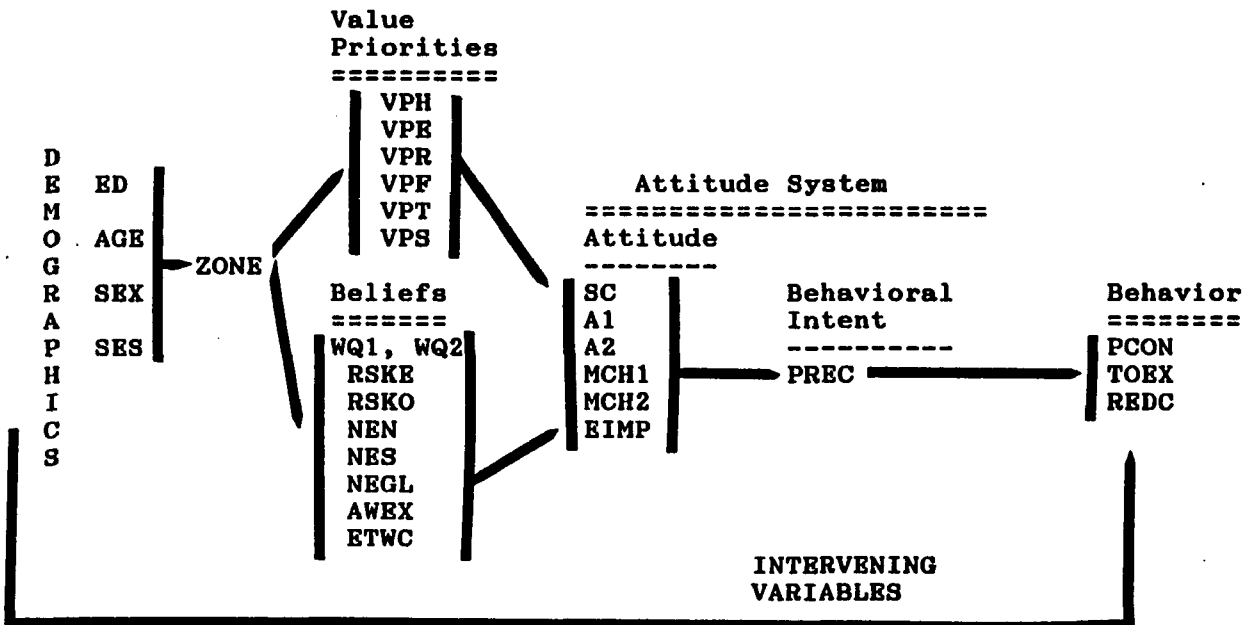 DEMOGRAPHICS
ED
AGE
SEX
SES
ZONE
Value
Priorities
==========
VPH
VPE
VPR
VPF
VPT
VPS
Beliefs
=======
WQ1, WQ2
RSKE
RSKO
NEN
NES
NEGL
AWEX
ETWC
Attitude System
========================
Attitude
--------
SC
A1
A2
MCH1
MCH2
EIMP
Behavioral
Intent
----------
PREC
Behavior
========
PCON
TOEX
REDC
INTERVENING
VARIABLES